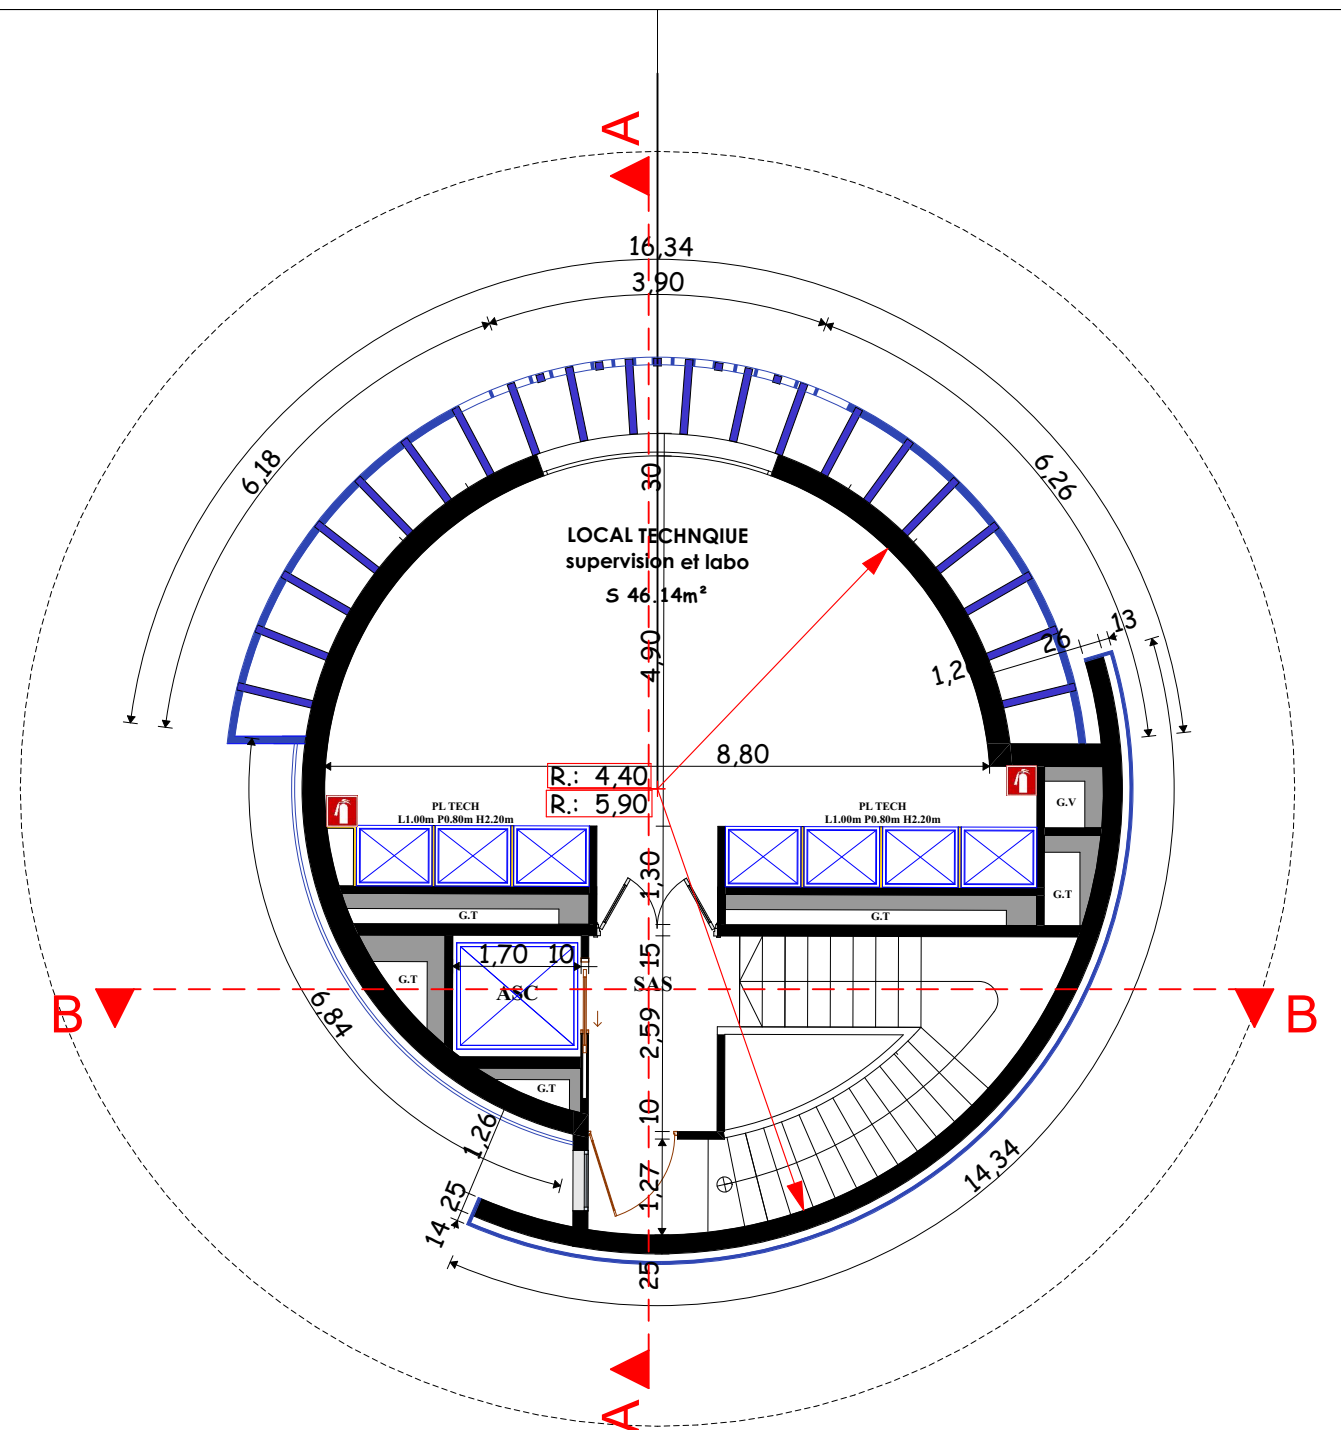 A
16,34
3,90
6,18
6,26
30
LOCAL TECHNQIUE
supervision et labo
S 46.14m²
4,90
13
26
8,80
R.: 4,40
R.: 5,90
PL TECH
L1.00m P0.80m H2.20m
PL TECH
L1.00m P0.80m H2.20m
G.V
1,30
G.T
G.T
G.T
1,70
10
15
SAS
G.T
ASC
B
B
6,84
2,59
G.T
10
1,26
1,27
14,34
25
14
25
A